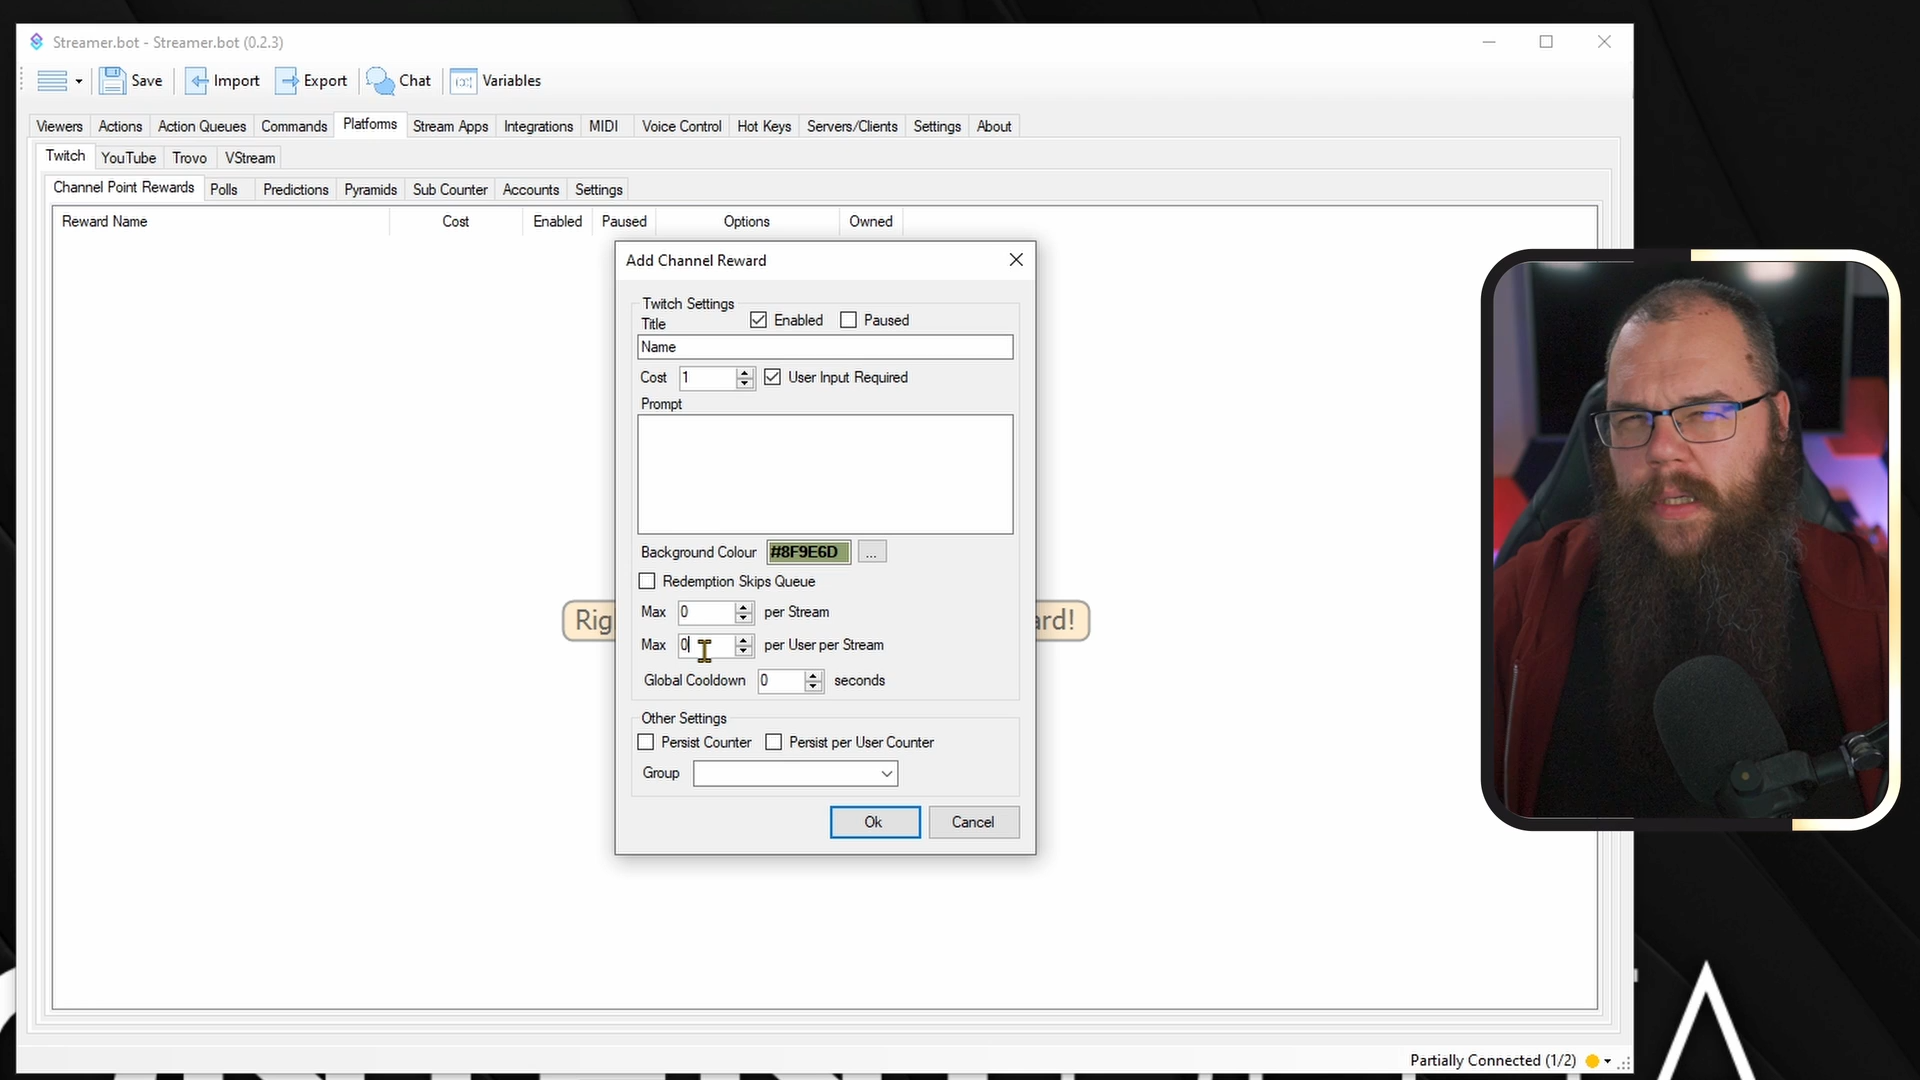 Streamer.bot - Streamer.bot (0.2.3)
Save Import Export Chat Variables
Viewers Actions Action Queues Commands Platforms Stream Apps Integrations MIDI Voice Control Hot Keys Servers/Clients Settings About
Twitch YouTube Trovo VStream
Channel Point Rewards Polls Predictions Pyramids Sub Counter Accounts Settings
Reward Name Cost Enabled Paused Options Owned
Add Channel Reward
Twitch Settings
Title Enabled Paused
Name
Cost 1 User Input Required
Prompt
Background Colour #8F9E6D ...
Redemption Skips Queue
Max 0 per Stream
Rig ard!
Max 0 per User per Stream
Global Cooldown 0 seconds
Other Settings
Persist Counter Persist per User Counter
Group
Ok Cancel
Partially Connected (1/2)